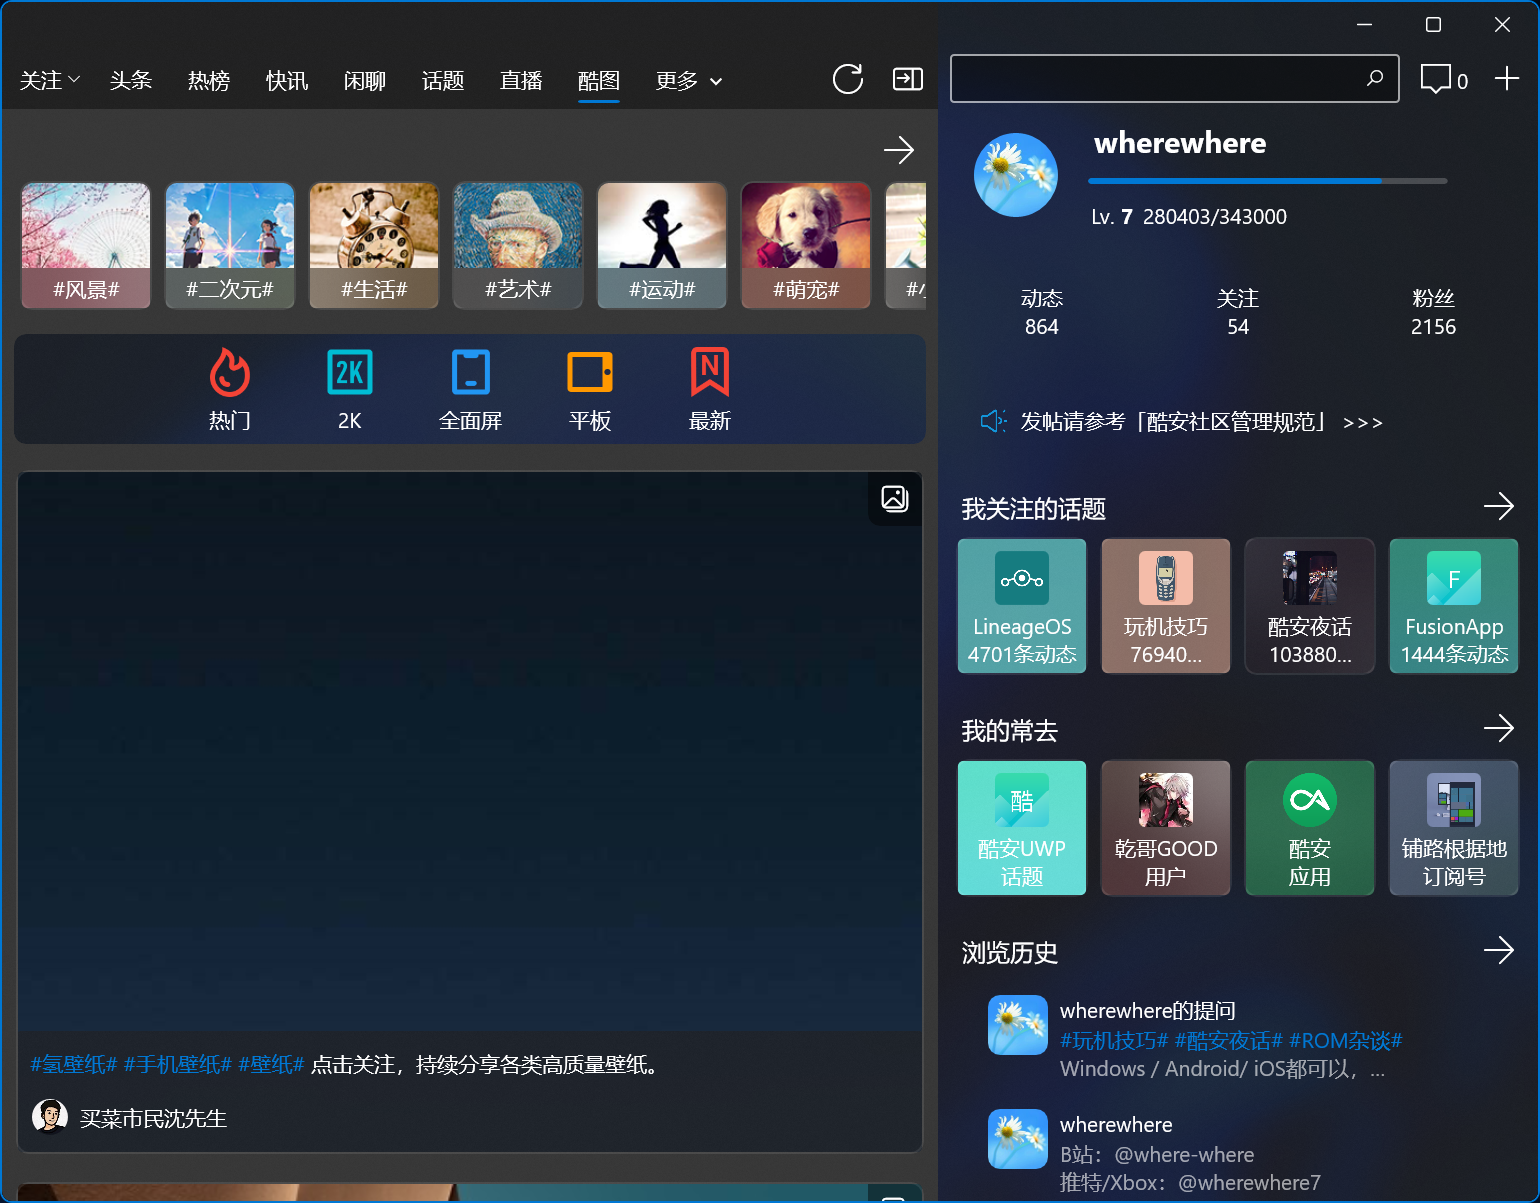 关注 头条 热榜 快讯 闲聊 话题 直播 酷图 更多
#风景# #二次元# #生活# #艺术# #运动# #萌宠#
2K
热门 2K 全面屏 平板 最新
N
#氢壁纸# #手机壁纸# #壁纸# 点击关注，持续分享各类高质量壁纸。
买菜市民沈先生
0
wherewhere
Lv. 7 280403/343000
动态 关注 粉丝
864 54 2156
发帖请参考「酷安社区管理规范」 >>>
我关注的话题
F
LineageOS 玩机技巧 酷安夜话 FusionApp
4701条动态 76940... 103880... 1444条动态
我的常去
酷
酷安UWP 乾哥GOOD 酷安 铺路根据地
话题 用户 应用 订阅号
浏览历史
wherewhere的提问
#玩机技巧# #酷安夜话# #ROM杂谈#
Windows / Android/ iOS都可以，...
wherewhere
B站：@where-where
推特/Xbox：@wherewhere7